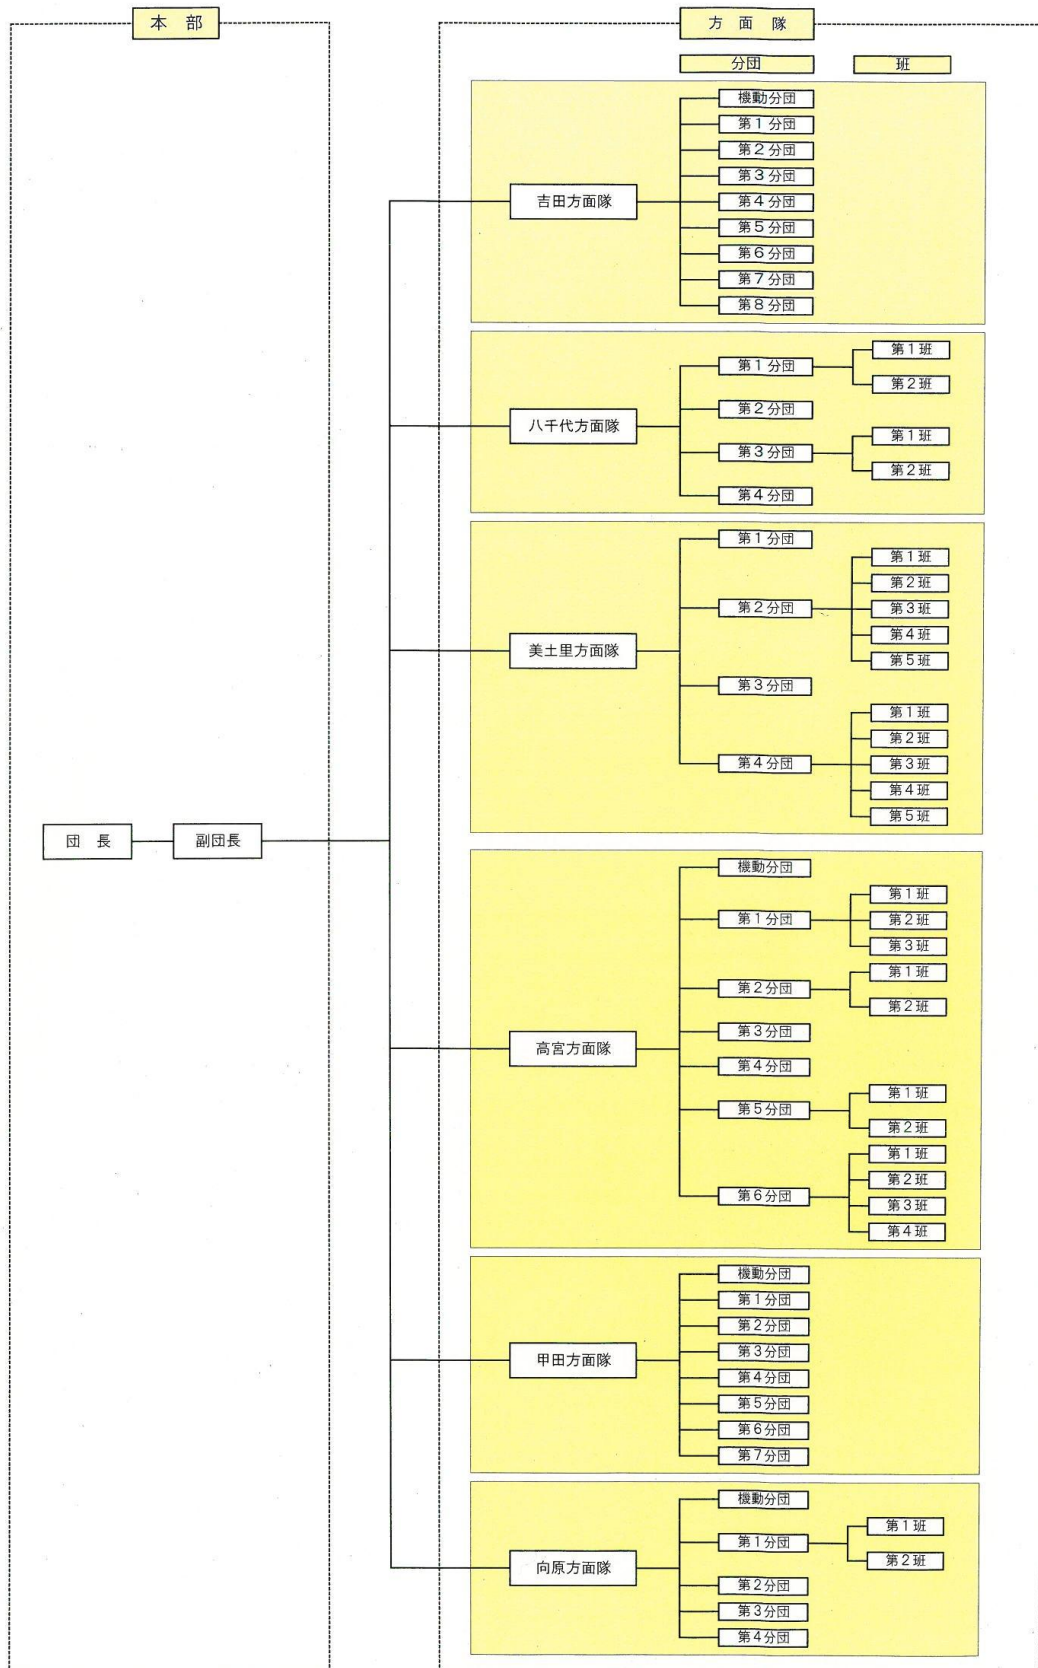 本 部
方 面 隊
分団
班
団 長
副団長
吉田方面隊
機動分団
第1分団
第2分団
第3分団
第4分団
第5分団
第6分団
第7分団
第8分団
八千代方面隊
第1分団
第1班
第2班
第2分団
第3分団
第1班
第2班
第4分団
美土里方面隊
第1分団
第2分団
第1班
第2班
第3班
第4班
第5班
第3分団
第4分団
第1班
第2班
第3班
第4班
第5班
高宮方面隊
機動分団
第1分団
第1班
第2班
第3班
第2分団
第1班
第2班
第3分団
第4分団
第5分団
第1班
第2班
第6分団
第1班
第2班
第3班
第4班
甲田方面隊
機動分団
第1分団
第2分団
第3分団
第4分団
第5分団
第6分団
第7分団
向原方面隊
機動分団
第1分団
第1班
第2班
第2分団
第3分団
第4分団